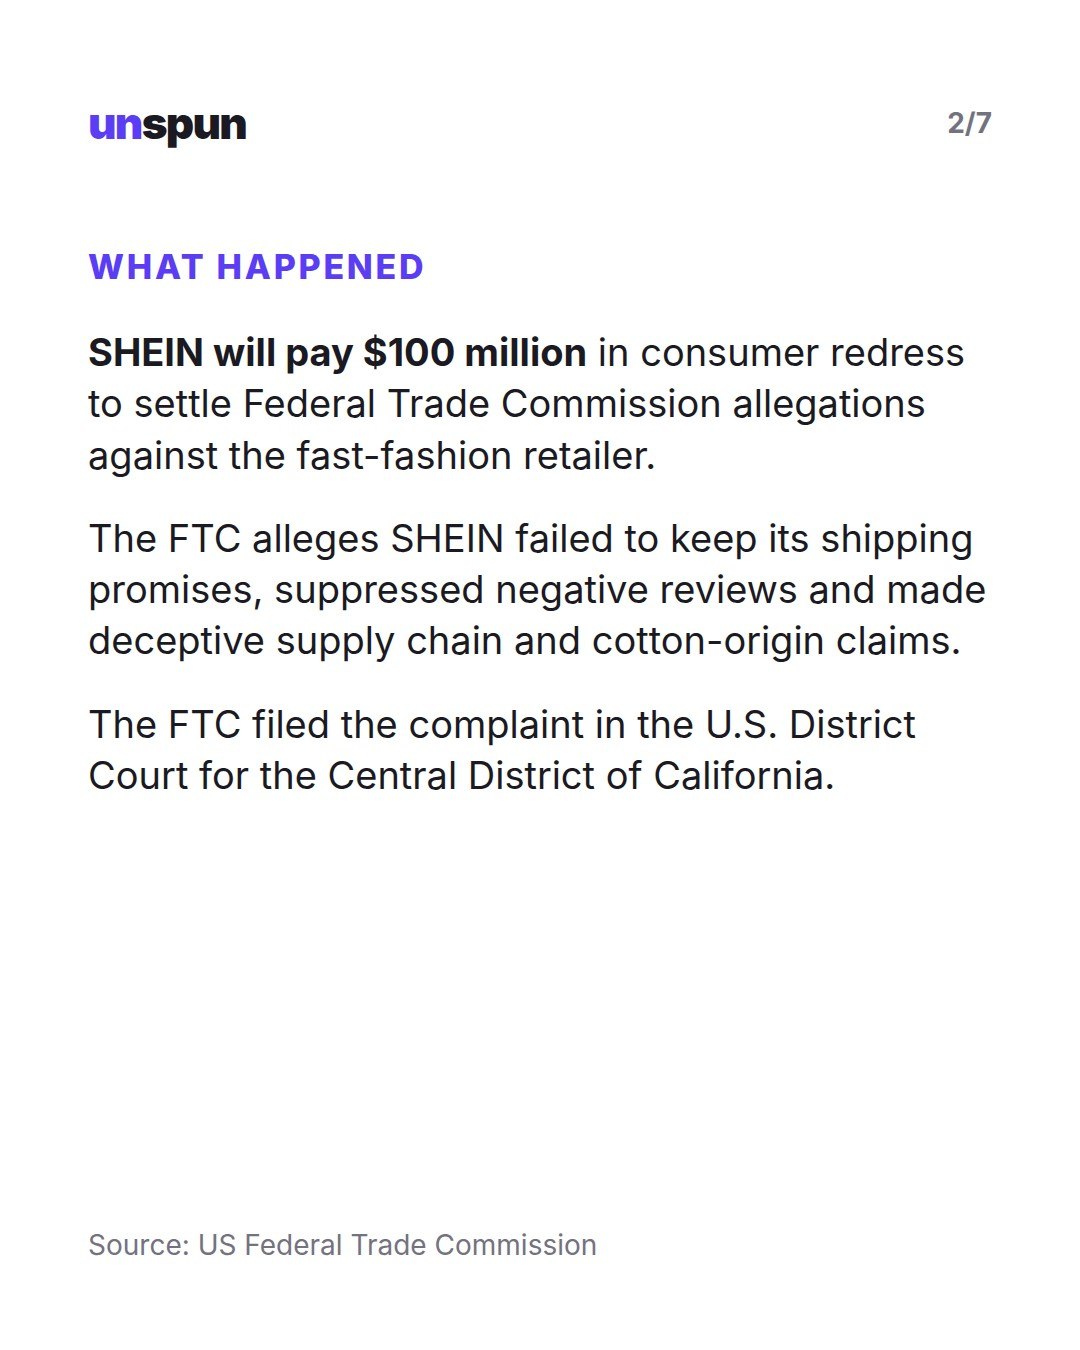 unspun
2/7
WHAT HAPPENED
SHEIN will pay $100 million in consumer redress
to settle Federal Trade Commission allegations
against the fast-fashion retailer.
The FTC alleges SHEIN failed to keep its shipping
promises, suppressed negative reviews and made
deceptive supply chain and cotton-origin claims.
The FTC filed the complaint in the U.S. District
Court for the Central District of California.
Source: US Federal Trade Commission